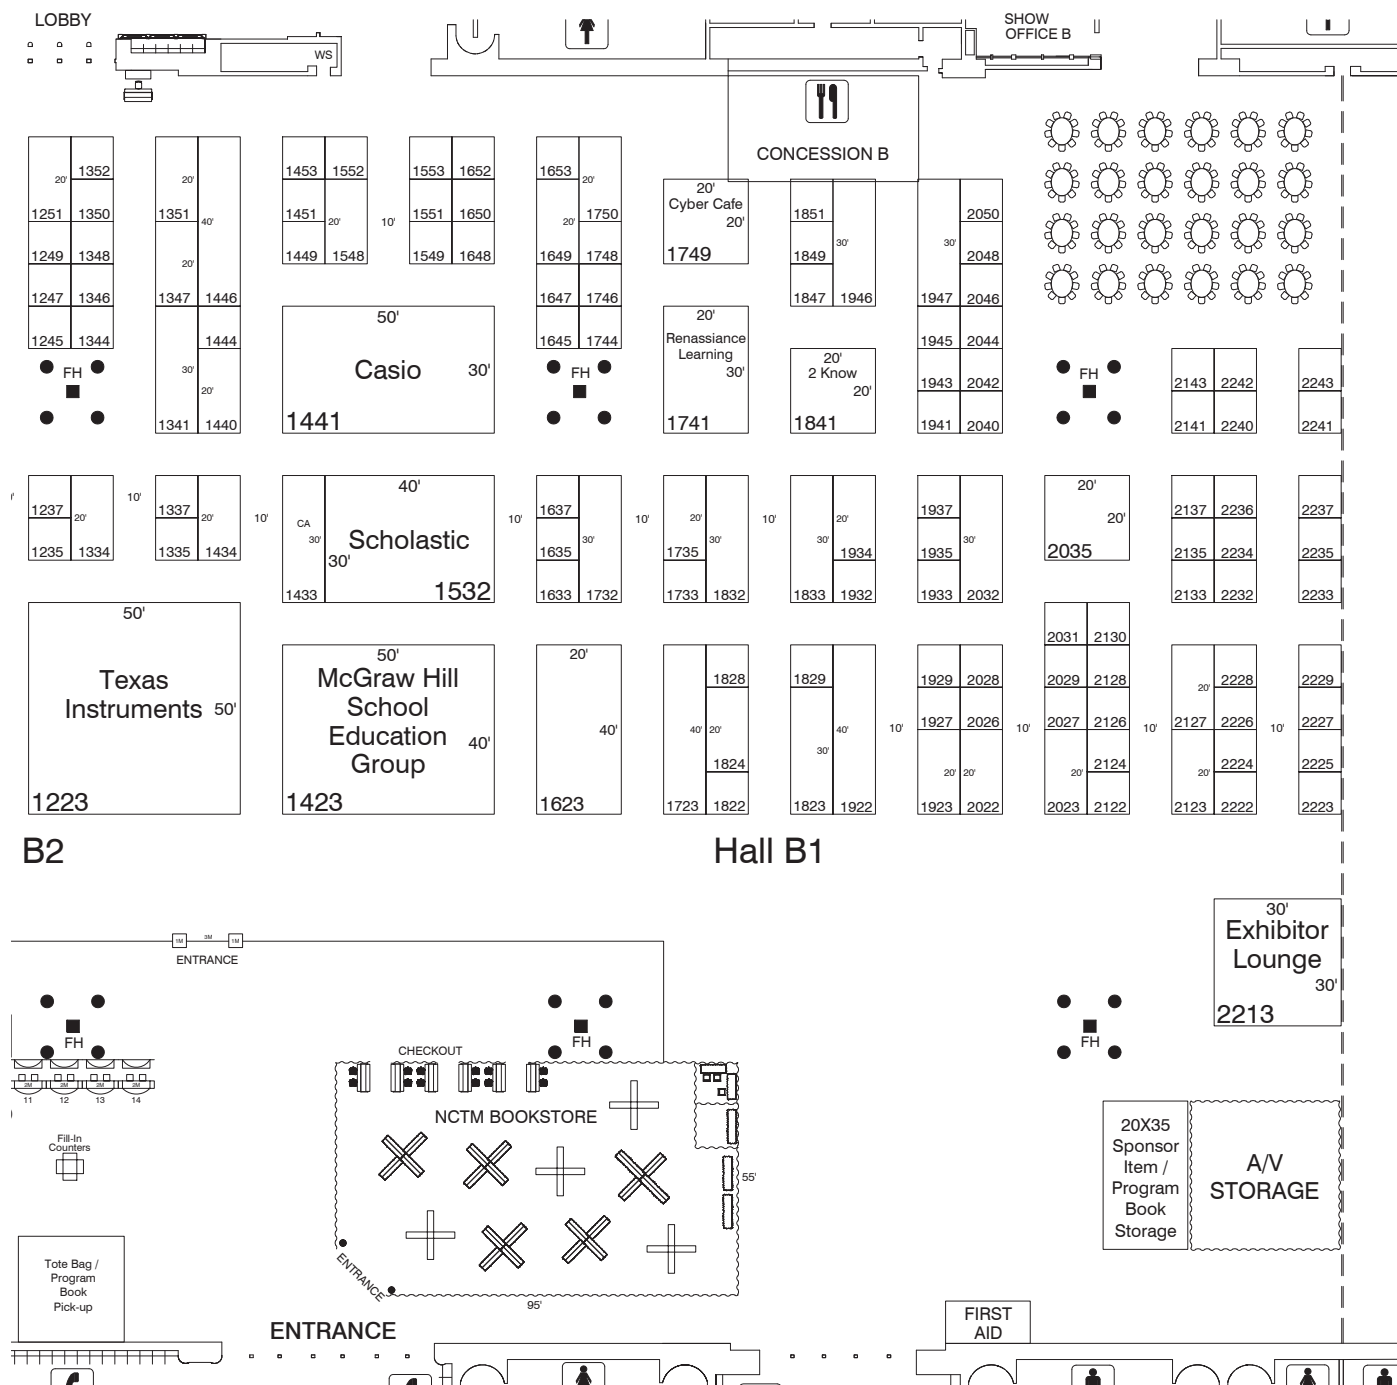 LOBBY
WS
SHOW
OFFICE B
CONCESSION B
1352
20'
1251 1350
1249 1348
1247 1346
1245 1344
FH
20'
1351
40'
20'
1347 1446
1444
30'
20'
1341 1440
1453 1552
1451 20'
1449 1548
10'
1553 1652
1551 1650
1549 1648
50'
Casio 30'
1441
1653 20'
20' 1750
1649 1748
1647 1746
1645 1744
FH
20'
Cyber Cafe
20'
1749
20'
Renassiance
Learning
30'
1741
1851
30'
1849
1847 1946
20'
2 Know
20'
1841
2050
30'
2048
1947 2046
1945 2044
1943 2042
1941 2040
FH
2143 2242
2141 2240
2243
2241
1237
20'
1235 1334
10'
1337
20'
1335 1434
10'
CA
30'
1433
40'
Scholastic
30'
1532
10'
1637
30'
1635
1633 1732
10'
20'
30'
1735
1733 1832
10'
20'
30'
1934
1833 1932
1937
30'
1935
1933 2032
20'
20'
2035
2137 2236
2135 2234
2133 2232
2237
2235
2233
50'
Texas
Instruments 50'
1223
50'
McGraw Hill
School
Education
Group
40'
1423
20'
40'
1623
1828
40' 20'
1824
1723 1822
1829
40'
30'
1823 1922
10'
1929 2028
1927 2026
20' 20'
1923 2022
10'
2031 2130
2029 2128
2027 2126
2124
20'
2023 2122
10'
20' 2228
2127 2226
20' 2224
2123 2222
10'
2229
2227
2225
2223
B2
Hall B1
30'
Exhibitor
Lounge
30'
2213
1M 3M 1M
ENTRANCE
FH
FH
FH
2M 2M 2M 2M
11 12 13 14
Fill-In
Counters
CHECKOUT
NCTM BOOKSTORE
55'
ENTRANCE
95'
20X35
Sponsor
Item /
Program
Book
Storage
A/V
STORAGE
Tote Bag /
Program
Book
Pick-up
ENTRANCE
FIRST
AID